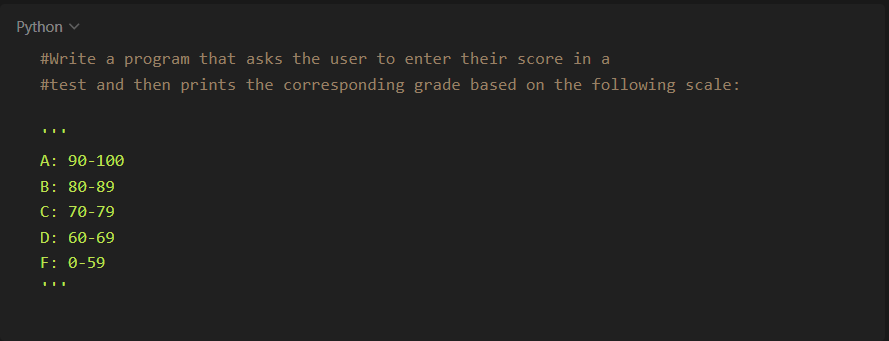 Python
#Write a program that asks the user to enter their score in a
#test and then prints the corresponding grade based on the following scale:
'''
A: 90-100
B: 80-89
C: 70-79
D: 60-69
F: 0-59
'''